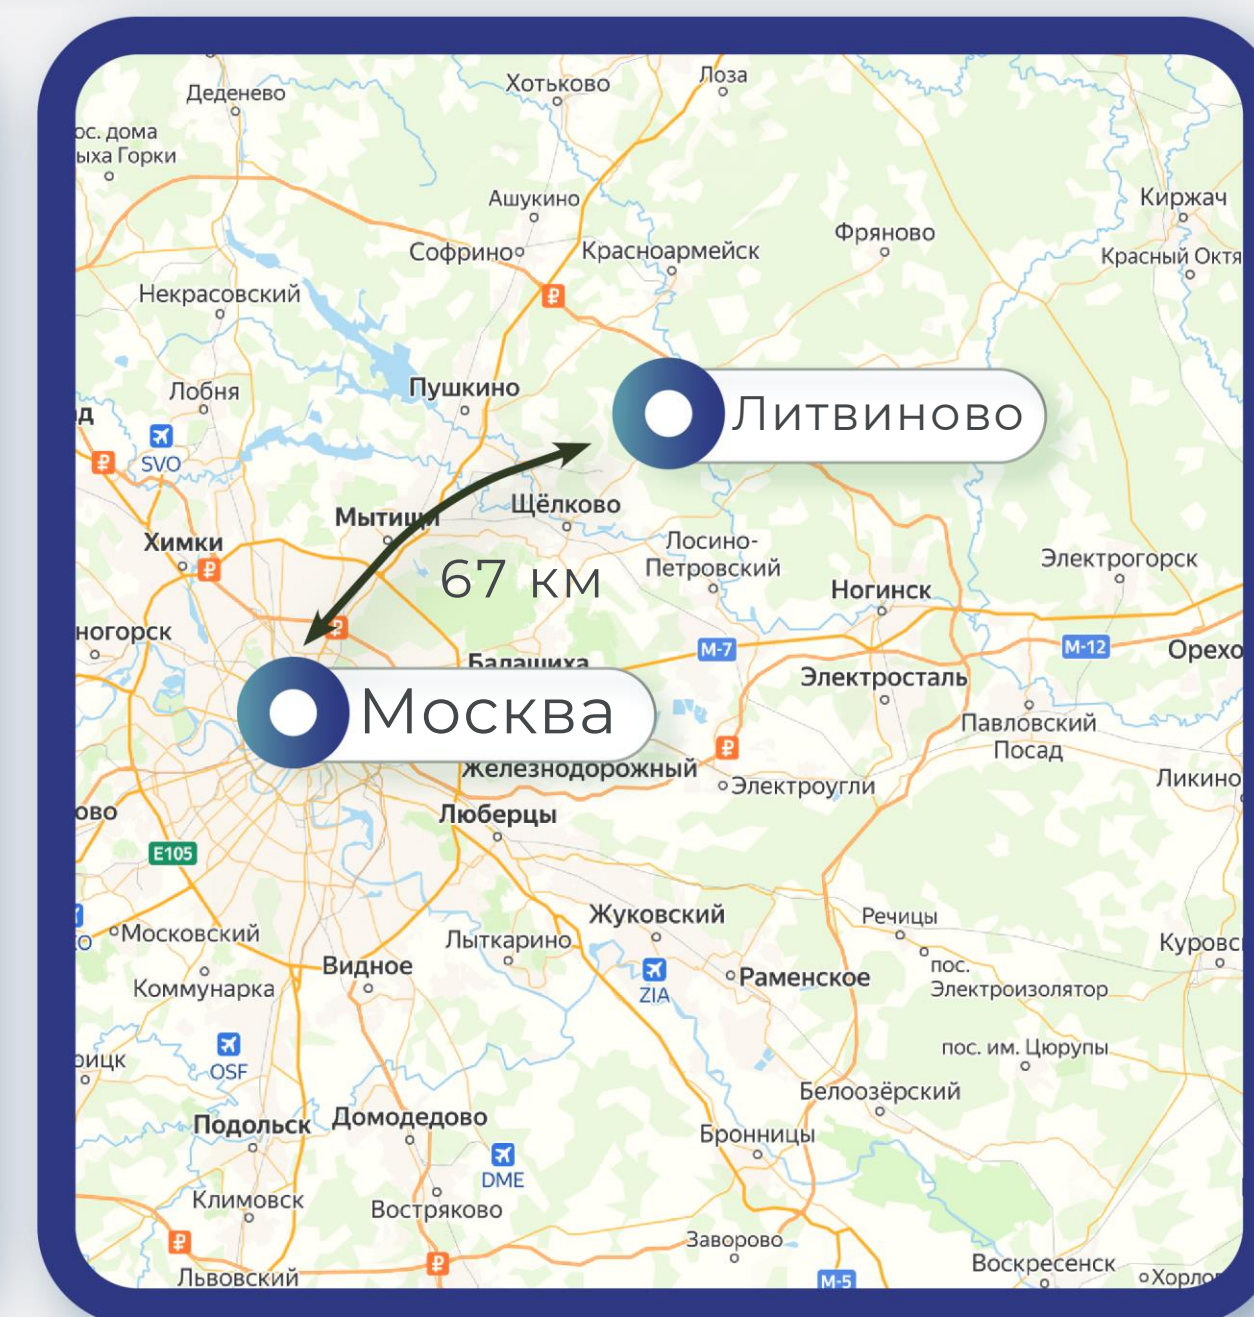 Хотьково
Лоза
Деденево
ос. дома
ыха Горки
Ашукино
Киржач
Софрино
Красноармейск
Фряново
Красный Октя
Некрасовский
Лобня
Пушкино
д
SVO
Литвиново
Мытищи
Щёлково
Химки
Лосино-
Петровский
67 км
Ногинск
Электрогорск
ногорск
М-7
М-12
Орехо
Балашиха
Электросталь
Москва
Павловский
Посад
Железнодорожный
Электроугли
Ликино
ово
Люберцы
E105
Жуковский
Речицы
Московский
Лыткарино
Куровс
Видное
пос.
Электроизолятор
Коммунарка
ZIA
Раменское
OSF
пос. им. Цюрупы
оицк
Белоозёрский
Подольск
Домодедово
Бронницы
DME
Климовск
Востряково
Заворово
Львовский
М-5
Воскресенск
Хорло